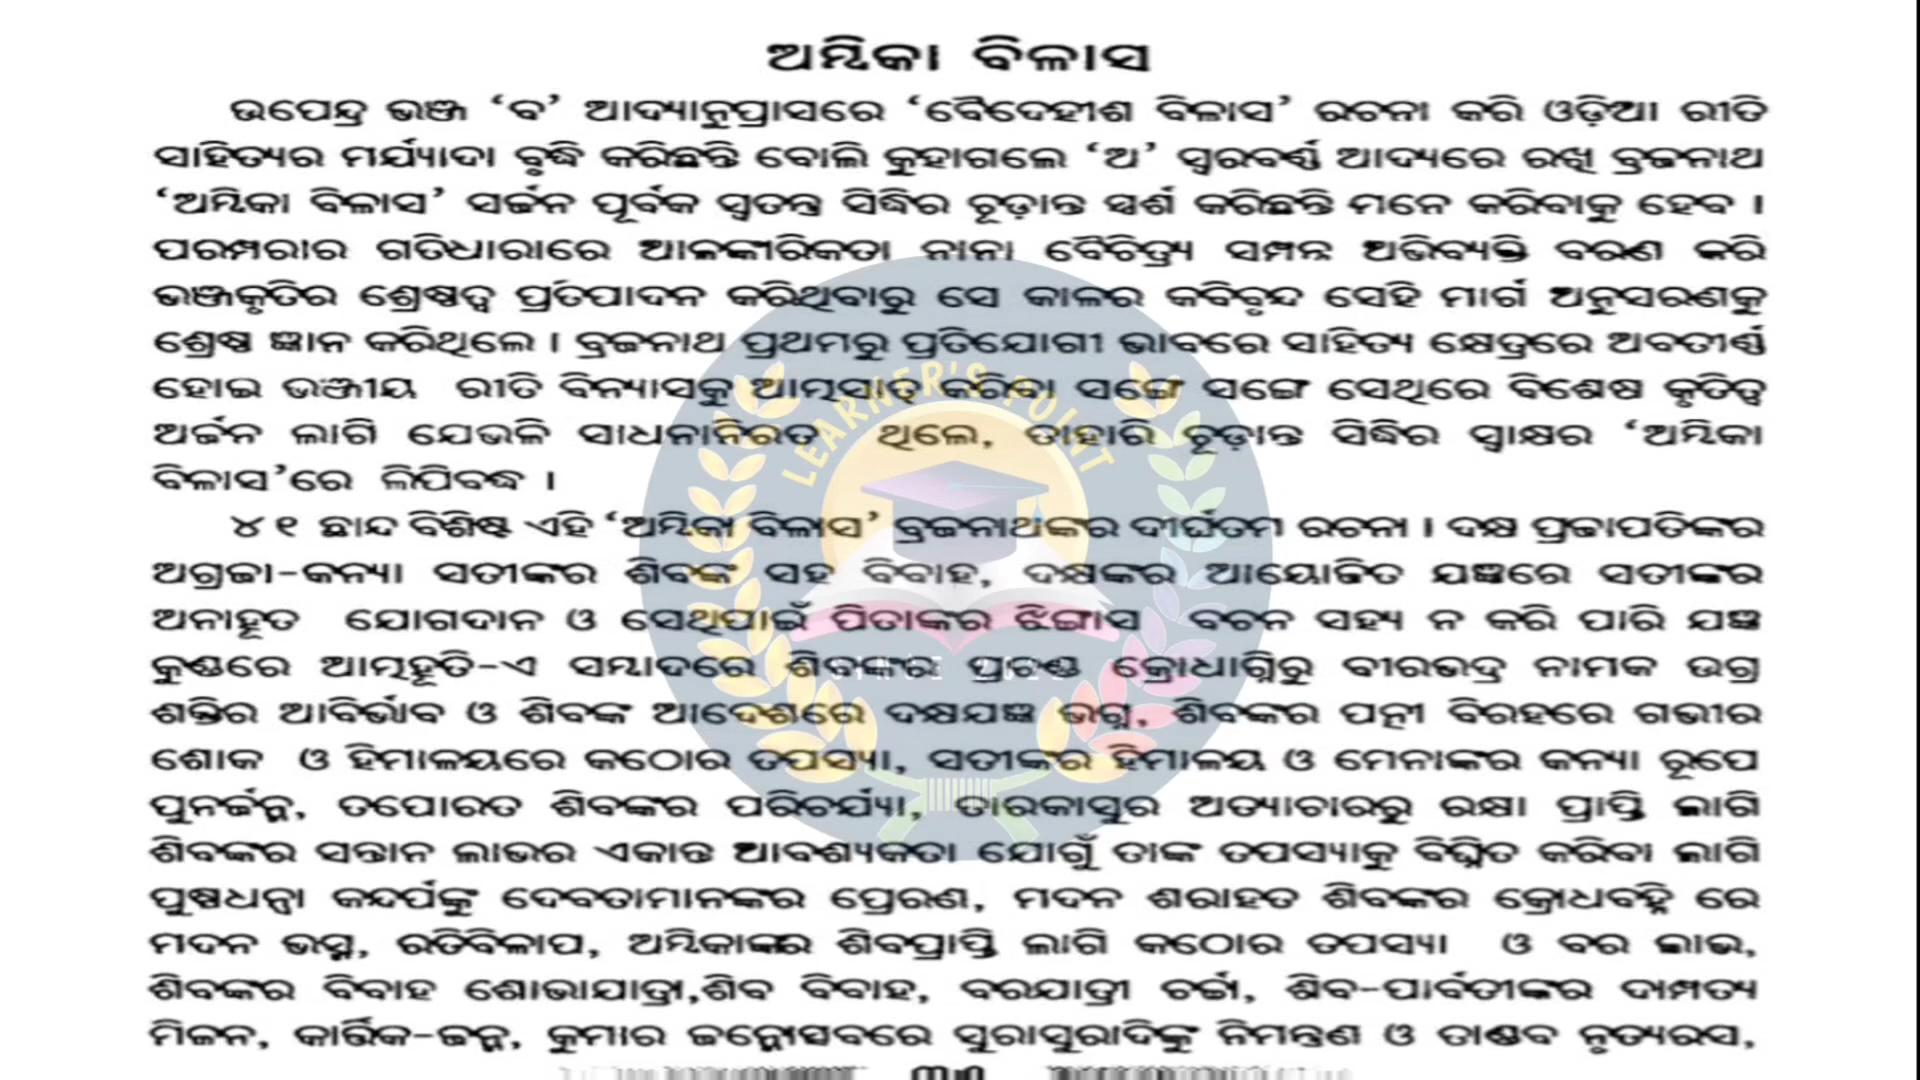 ଅମ୍ବିକା ବିଳାସ
ଉପେନ୍ଦ୍ର ଭଞ୍ଜ ‘ବ’ ଆଦ୍ୟାନୁପ୍ରାସରେ ‘ବୈଦେହୀଶ ବିଳାସ’ ରଚନା କରି ଓଡ଼ିଆ ରୀତି
ସାହିତ୍ୟର ମର୍ଯ୍ୟାଦା ବୃଦ୍ଧି କରିଛନ୍ତି ବୋଲି କୁହାଗଲେ ‘ଅ’ ସ୍ଵରବର୍ଣ୍ଣ ଆଦ୍ୟରେ ରଖି ବ୍ରଜନାଥ
‘ଅମ୍ବିକା ବିଳାସ’ ସର୍ଜ୍ଜନ ପୂର୍ବକ ସ୍ଵତନ୍ତ୍ର ସିଦ୍ଧିର ଚୂଡ଼ାନ୍ତ ସ୍ପର୍ଶ କରିଛନ୍ତି ମନେ କରିବାକୁ ହେବ ।
ପରମ୍ପରାର ଗତିଧାରାରେ ଆଳଙ୍କାରିକତା ନାନା ବୈଚିତ୍ର୍ୟ ସମ୍ପନ୍ନ ଅଭିବ୍ୟକ୍ତି ବରଣ କରି
ଭଞ୍ଜକୃତିର ଶ୍ରେଷ୍ଠତ୍ୱ ପ୍ରତିପାଦନ କରିଥିବାରୁ ସେ କାଳର କବିବୃନ୍ଦ ସେହି ମାର୍ଗ ଅନୁସରଣକୁ
ଶ୍ରେଷ୍ଠ ଜ୍ଞାନ କରିଥିଲେ । ବ୍ରଜନାଥ ପ୍ରଥମରୁ ପ୍ରତିଯୋଗୀ ଭାବରେ ସାହିତ୍ୟ କ୍ଷେତ୍ରରେ ଅବତୀର୍ଣ୍ଣ
ହୋଇ ଭଞ୍ଜୀୟ ରୀତି ବିନ୍ୟାସକୁ ଆତ୍ମସାତ୍ କରିବା ସଙ୍ଗେ ସଙ୍ଗେ ସେଥିରେ ବିଶେଷ କୃତିତ୍ୱ
ଅର୍ଜ୍ଜନ ଲାଗି ଯେଭଳି ସାଧନାନିରତ ଥିଲେ, ତାହାରି ଚୂଡ଼ାନ୍ତ ସିଦ୍ଧିର ସ୍ୱାକ୍ଷର ‘ଅମ୍ବିକା
ବିଳାସ’ରେ ଲିପିବଦ୍ଧ ।
୪୧ ଛାନ୍ଦ ବିଶିଷ୍ଟ ଏହି ‘ଅମ୍ବିକା ବିଳାସ’ ବ୍ରଜନାଥଙ୍କର ଦୀର୍ଘତମ ରଚନା । ଦକ୍ଷ ପ୍ରଜାପତିଙ୍କର
ଅଗ୍ରଜା-କନ୍ୟା ସତୀଙ୍କର ଶିବଙ୍କ ସହ ବିବାହ, ଦକ୍ଷଙ୍କର ଆୟୋଜିତ ଯଜ୍ଞରେ ସତୀଙ୍କର
ଅନାହୂତ ଯୋଗଦାନ ଓ ସେଥିପାଇଁ ପିତାଙ୍କର ଝିଙ୍ଗାସ ବଚନ ସହ୍ୟ ନ କରି ପାରି ଯଜ୍ଞ
କୁଣ୍ଡରେ ଆତ୍ମହୂତି-ଏ ସମ୍ବାଦରେ ଶିବଙ୍କର ପ୍ରଚଣ୍ଡ କ୍ରୋଧାଗ୍ନିରୁ ବୀରଭଦ୍ର ନାମକ ଉଗ୍ର
ଶକ୍ତିର ଆବିର୍ଭାବ ଓ ଶିବଙ୍କ ଆଦେଶରେ ଦକ୍ଷଯଜ୍ଞ ଭଗ୍ନ, ଶିବଙ୍କର ପତ୍ନୀ ବିରହରେ ଗଭୀର
ଶୋକ ଓ ହିମାଳୟରେ କଠୋର ତପସ୍ୟା, ସତୀଙ୍କର ହିମାଳୟ ଓ ମେନାଙ୍କର କନ୍ୟା ରୂପେ
ପୁନର୍ଜନ୍ମ, ତପୋରତ ଶିବଙ୍କର ପରିଚର୍ଯ୍ୟା, ତାରକାସୁର ଅତ୍ୟାଚାରରୁ ରକ୍ଷା ପ୍ରାପ୍ତି ଲାଗି
ଶିବଙ୍କର ସନ୍ତାନ ଲାଭର ଏକାନ୍ତ ଆବଶ୍ୟକତା ଯୋଗୁଁ ତାଙ୍କ ତପସ୍ୟାକୁ ବିଘ୍ନିତ କରିବା ଲାଗି
ପୁଷ୍ପଧନ୍ୱା କନ୍ଦର୍ପଙ୍କୁ ଦେବତାମାନଙ୍କର ପ୍ରେରଣ, ମଦନ ଶରାହତ ଶିବଙ୍କର କ୍ରୋଧବହ୍ନି ରେ
ମଦନ ଭସ୍ମ, ରତିବିଳାପ, ଅମ୍ବିକାଙ୍କର ଶିବପ୍ରାପ୍ତି ଲାଗି କଠୋର ତପସ୍ୟା ଓ ବର ଲାଭ,
ଶିବଙ୍କର ବିବାହ ଶୋଭାଯାତ୍ରା,ଶିବ ବିବାହ, ବରଯାତ୍ରୀ ଚର୍ଚ୍ଚା, ଶିବ-ପାର୍ବତୀଙ୍କର ଦାମ୍ପତ୍ୟ
ମିଳନ, କାର୍ତ୍ତିକ-ଜନ୍ମ, କୁମାର ଜନ୍ମୋତ୍ସବରେ ସୁରାସୁରାଦିଙ୍କୁ ନିମନ୍ତ୍ରଣ ଓ ତାଣ୍ଡବ ନୃତ୍ୟରସ,
LEARNER'S POINT